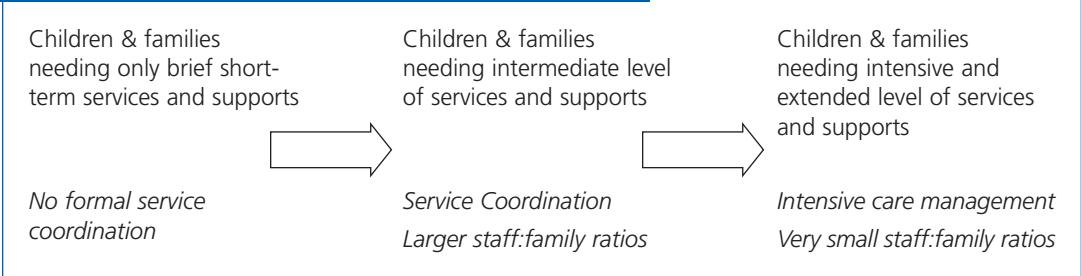 Children & families
needing only brief short-
term services and supports
No formal service
coordination
Children & families
needing intermediate level
of services and supports
Service Coordination
Larger staff:family ratios
Children & families
needing intensive and
extended level of services
and supports
Intensive care management
Very small staff:family ratios